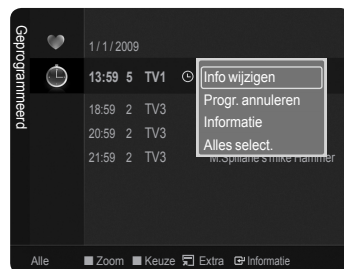 Geprogrammeerd
1 / 1 / 2009
13:59 5 TV1
Info wijzigen
Progr. annuleren
Informatie
Alles select.
18:59 2 TV3
20:59 2 TV3
21:59 2 TV3 M.Spillane's mike Hammer
Alle Zoom Keuze Extra Informatie